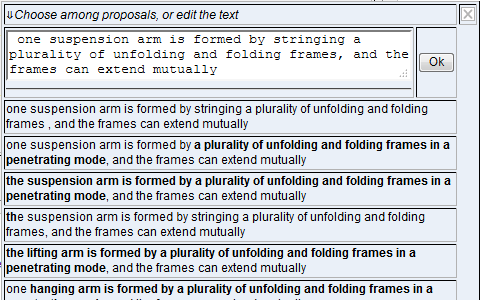 ⇓Choose among proposals, or edit the text
one suspension arm is formed by stringing a
plurality of unfolding and folding frames, and the
frames can extend mutually
Ok
one suspension arm is formed by stringing a plurality of unfolding and folding
frames , and the frames can extend mutually
one suspension arm is formed by a plurality of unfolding and folding frames in a
penetrating mode, and the frames can extend mutually
the suspension arm is formed by a plurality of unfolding and folding frames in a
penetrating mode, and the frames can extend mutually
the suspension arm is formed by stringing a plurality of unfolding and folding
frames, and the frames can extend mutually
the lifting arm is formed by a plurality of unfolding and folding frames in a
penetrating mode, and the frames can extend mutually
one hanging arm is formed by a plurality of unfolding and folding frames in a